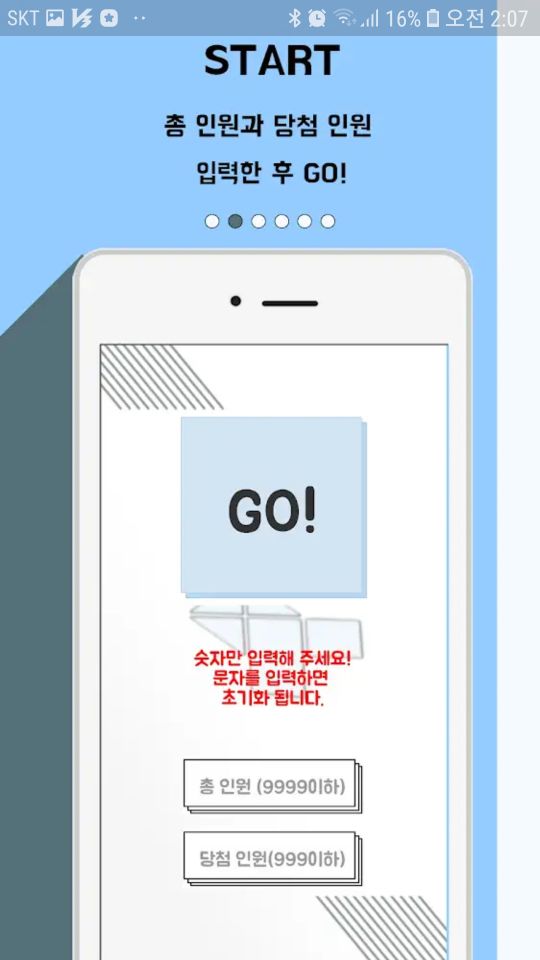 SKT 16% 오전 2:07
START
총 인원과 당첨 인원
입력한 후 GO!
GO!
숫자만 입력해 주세요!
문자를 입력하면
초기화 됩니다.
총 인원 (9999이하)
당첨 인원(999이하)